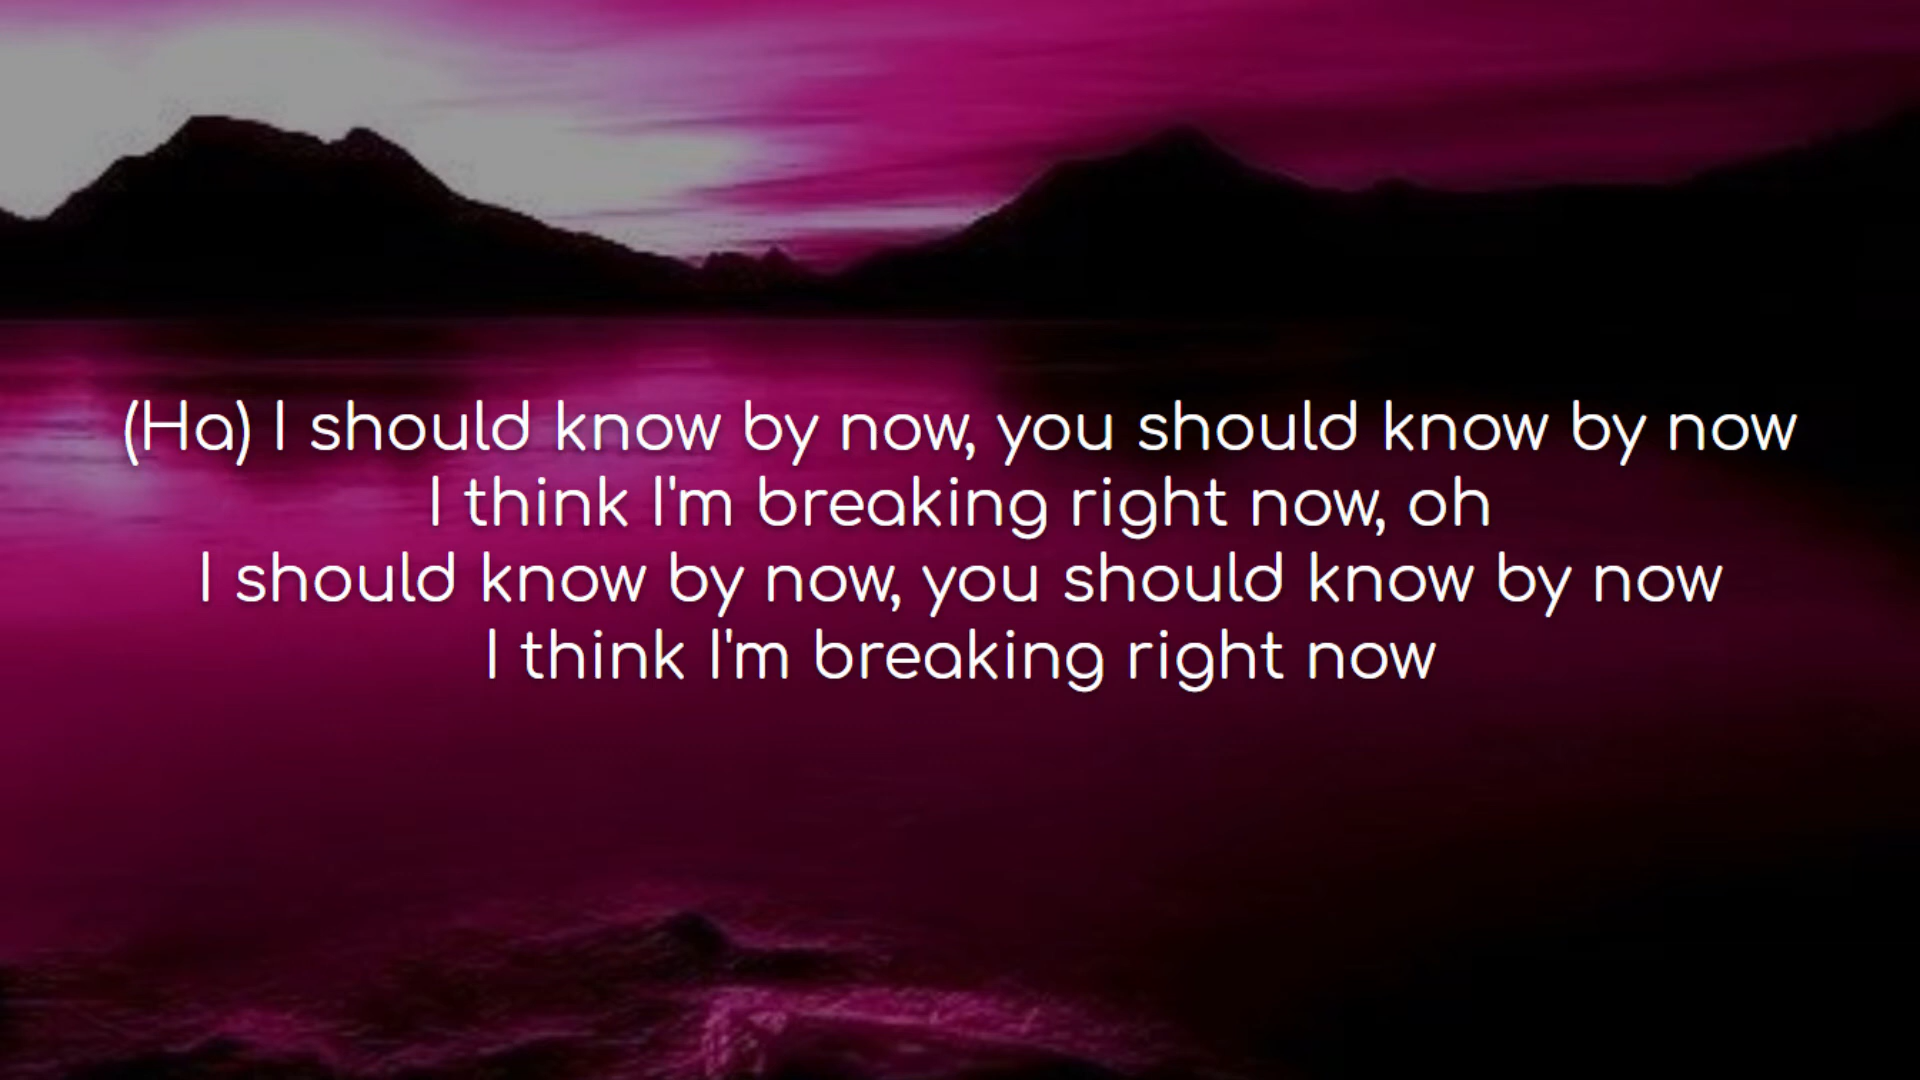 (Ha) I should know by now, you should know by now
I think I'm breaking right now, oh
I should know by now, you should know by now
I think I'm breaking right now